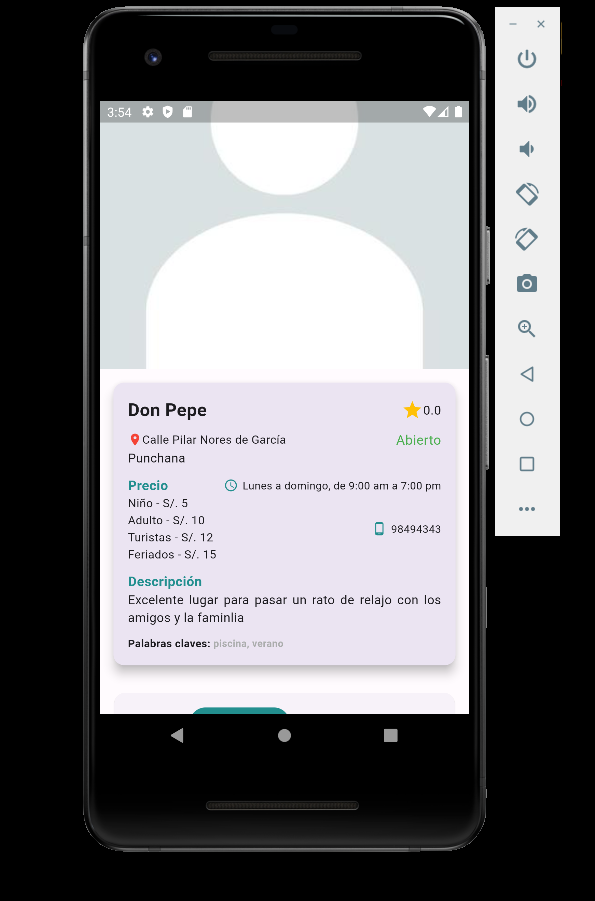 3:54
Don Pepe 0.0
Calle Pilar Nores de García Abierto
Punchana
Precio Lunes a domingo, de 9:00 am a 7:00 pm
Niño - S/. 5
Adulto - S/. 10
98494343
Turistas - S/. 12
Feriados - S/. 15
Descripción
Excelente lugar para pasar un rato de relajo con los
amigos y la faminlia
Palabras claves: piscina, verano